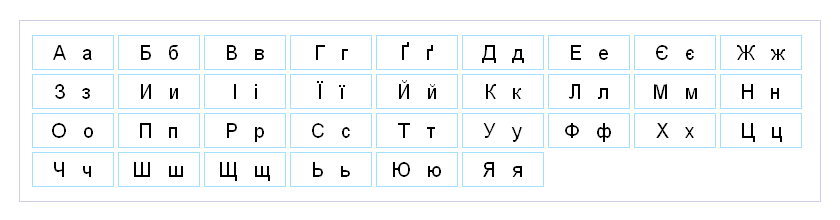 А а Б б В в Г г Ґ ґ Д д Е е Є є Ж ж
З з И и І і Ї ї Й й К к Л л М м Н н
О о П п Р р С с Т т У у Ф ф Х х Ц ц
Ч ч Ш ш Щ щ Ь ь Ю ю Я я